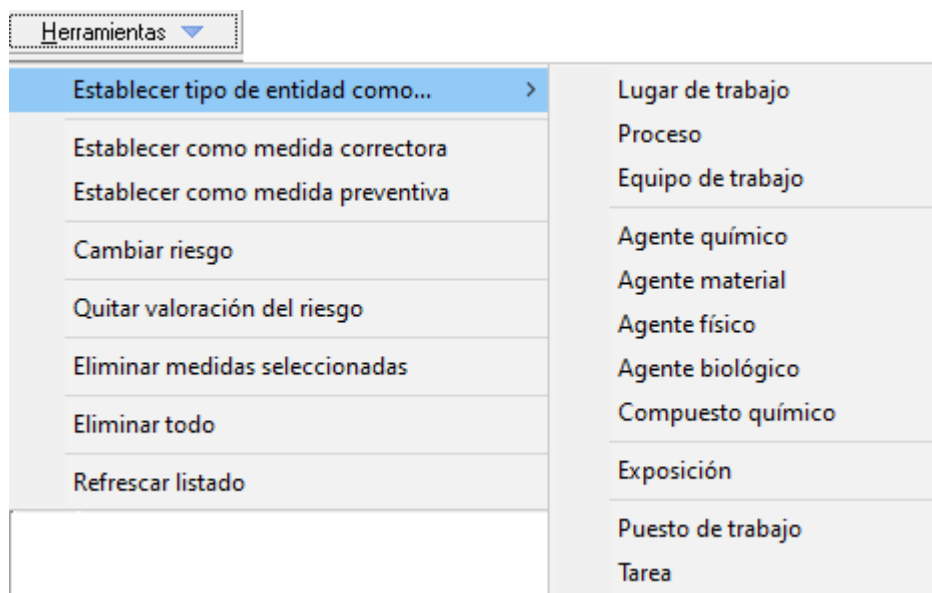 Herramientas
Establecer tipo de entidad como...
Establecer como medida correctora
Establecer como medida preventiva
Cambiar riesgo
Quitar valoración del riesgo
Eliminar medidas seleccionadas
Eliminar todo
Refrescar listado
Lugar de trabajo
Proceso
Equipo de trabajo
Agente químico
Agente material
Agente físico
Agente biológico
Compuesto químico
Exposición
Puesto de trabajo
Tarea